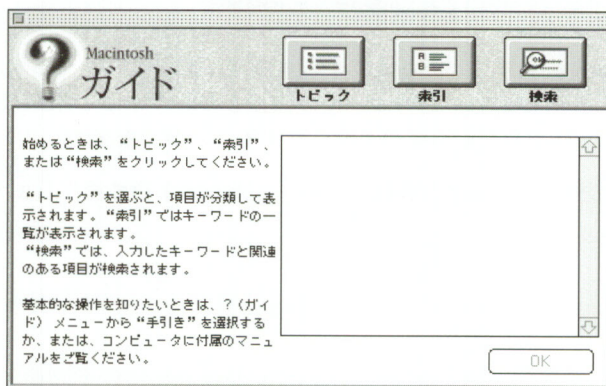 Macintosh
ガイド
トピック
索引
検索
始めるときは、“トピック”、“索引”、
または“検索”をクリックしてください。
“トピック”を選ぶと、項目が分類して表
示されます。“索引”ではキーワードの一
覧が表示されます。
“検索”では、入力したキーワードと関連
のある項目が検索されます。
基本的な操作を知りたいときは、?（ガイ
ド）メニューから“手引き”を選択する
か、または、コンピュータに付属のマニュ
アルをご覧ください。
OK